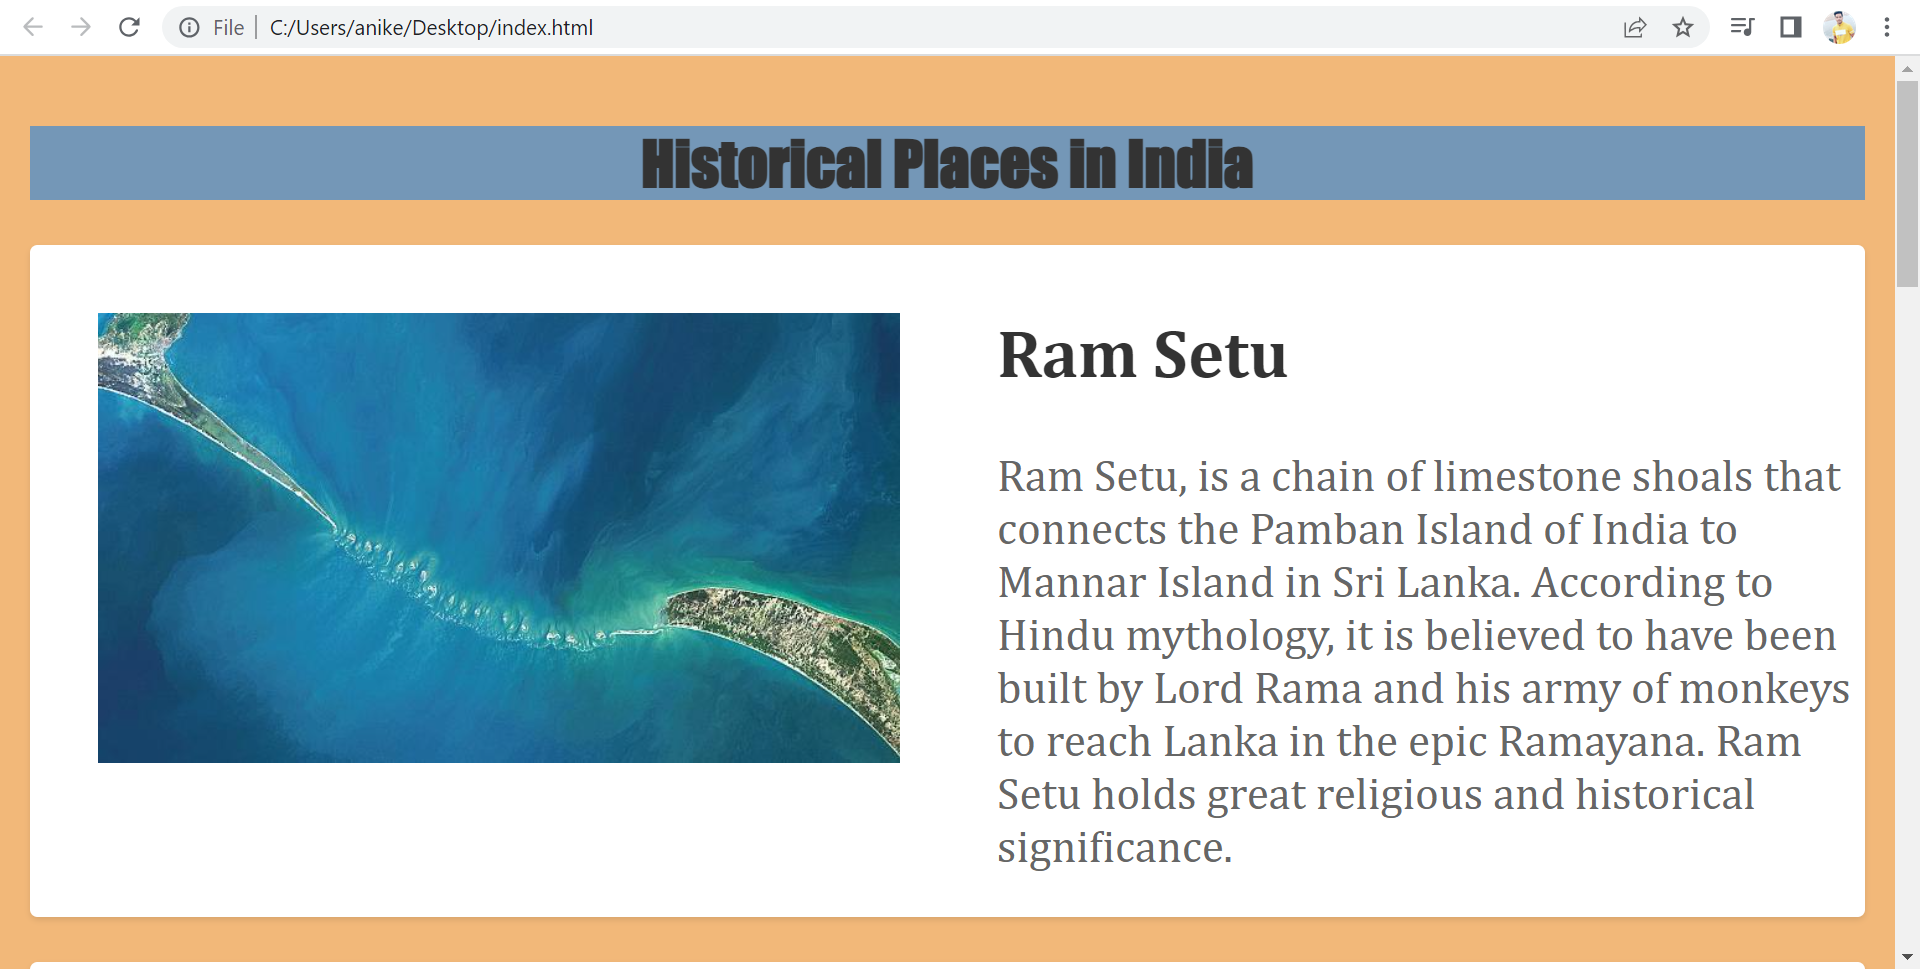 File
C:/Users/anike/Desktop/index.html
Historical Places in India
Ram Setu
Ram Setu, is a chain of limestone shoals that
connects the Pamban Island of India to
Mannar Island in Sri Lanka. According to
Hindu mythology, it is believed to have been
built by Lord Rama and his army of monkeys
to reach Lanka in the epic Ramayana. Ram
Setu holds great religious and historical
significance.